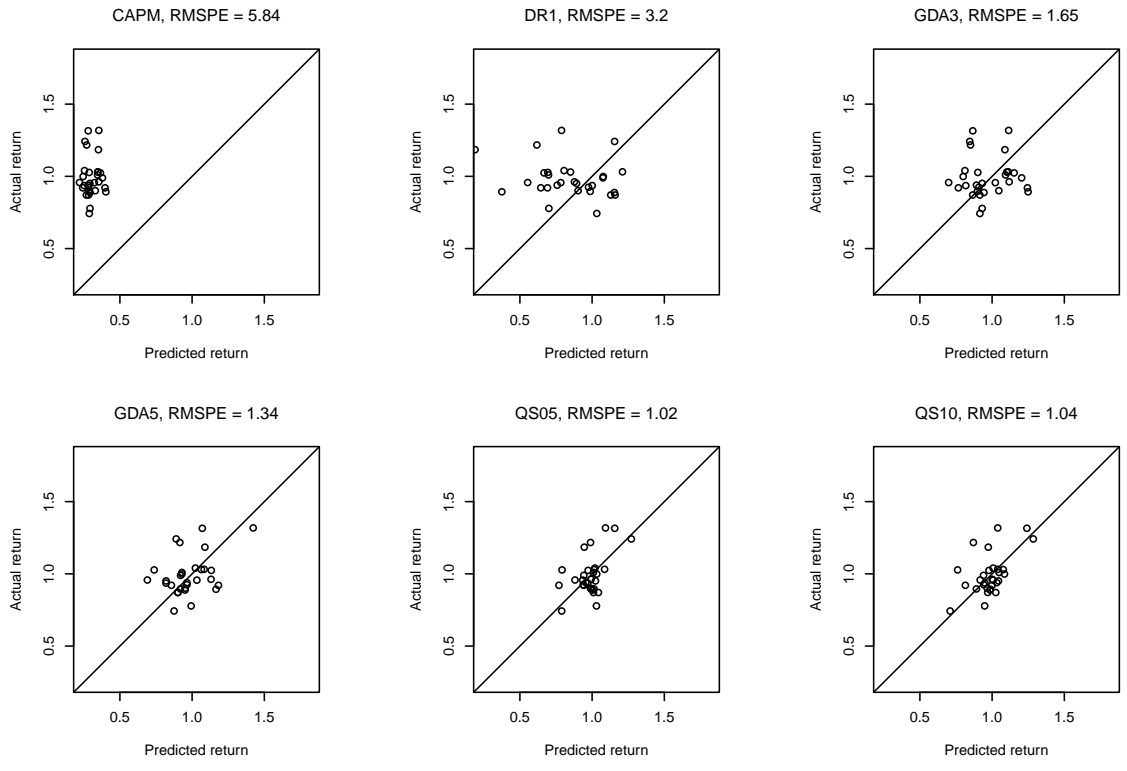 CAPM, RMSPE = 5.84
Actual return
1.5
1.0
0.5
0.5 1.0 1.5
Predicted return
DR1, RMSPE = 3.2
Actual return
1.5
1.0
0.5
0.5 1.0 1.5
Predicted return
GDA3, RMSPE = 1.65
Actual return
1.5
1.0
0.5
0.5 1.0 1.5
Predicted return
GDA5, RMSPE = 1.34
Actual return
1.5
1.0
0.5
0.5 1.0 1.5
Predicted return
QS05, RMSPE = 1.02
Actual return
1.5
1.0
0.5
0.5 1.0 1.5
Predicted return
QS10, RMSPE = 1.04
Actual return
1.5
1.0
0.5
0.5 1.0 1.5
Predicted return